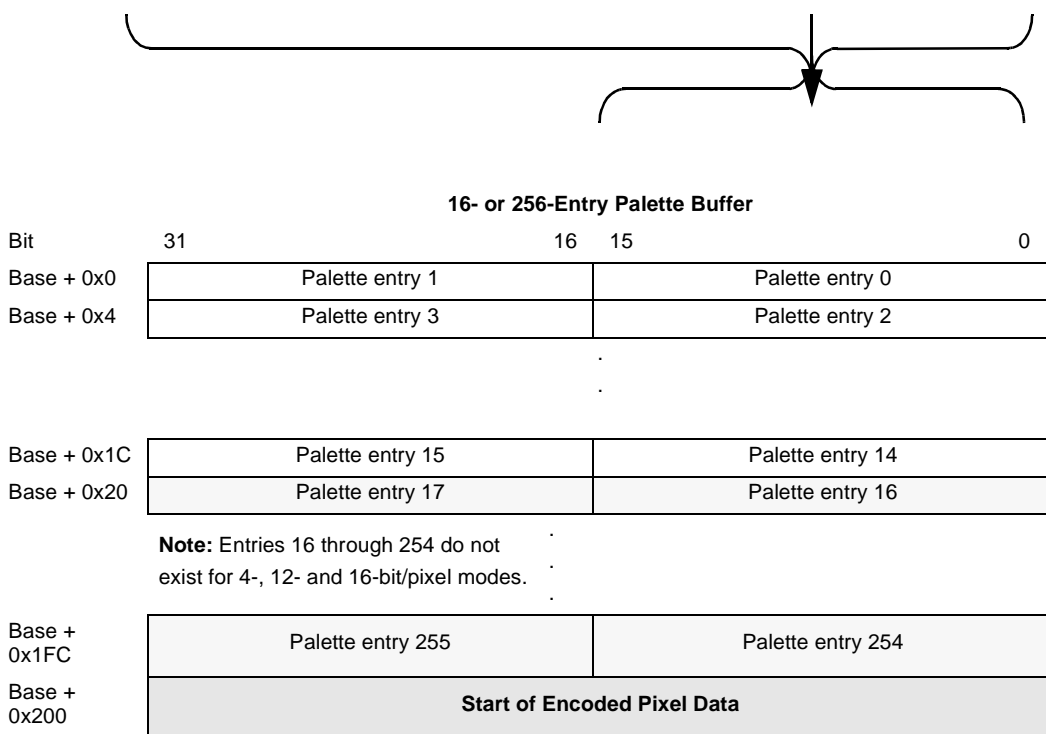 16- or 256-Entry Palette Buffer
Bit 31 16 15 0
Base + 0x0 Palette entry 1 Palette entry 0
Base + 0x4 Palette entry 3 Palette entry 2
.
.
Base + 0x1C Palette entry 15 Palette entry 14
Base + 0x20 Palette entry 17 Palette entry 16
Note: Entries 16 through 254 do not
exist for 4-, 12- and 16-bit/pixel modes.
.
.
.
Base +
0x1FC
Palette entry 255 Palette entry 254
Base +
0x200
Start of Encoded Pixel Data